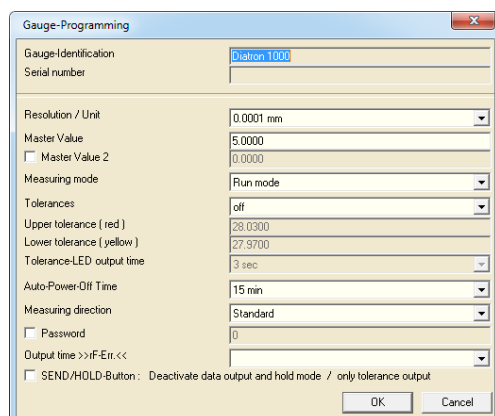 Gauge-Programming
Gauge-Identification Diatron 1000
Serial number
Resolution / Unit 0.0001 mm
Master Value 5.0000
Master Value 2 0.0000
Measuring mode Run mode
Tolerances off
Upper tolerance ( red ) 28.0300
Lower tolerance ( yellow ) 27.9700
Tolerance-LED output time 3 sec
Auto-Power-Off Time 15 min
Measuring direction Standard
Password 0
Output time >>rF-Err.<<
SEND/HOLD-Button : Deactivate data output and hold mode / only tolerance output
OK Cancel